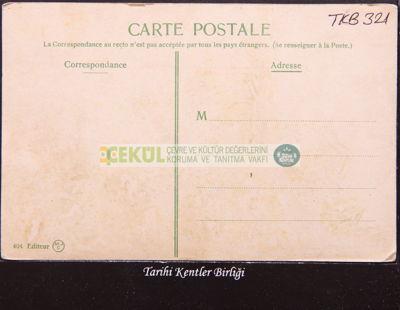 CARTE POSTALE
TKB 321
La Correspondance au recto n'est pas acceptée par tous les pays étrangers. (Se renseigner à la Poste.)
Correspondance
Adresse
M
ÇEKÜL
ÇEVRE VE KÜLTÜR DEĞERLERİNİ
KORUMA VE TANITMA VAKFI
404 Editeur
Tarihi Kentler Birliği